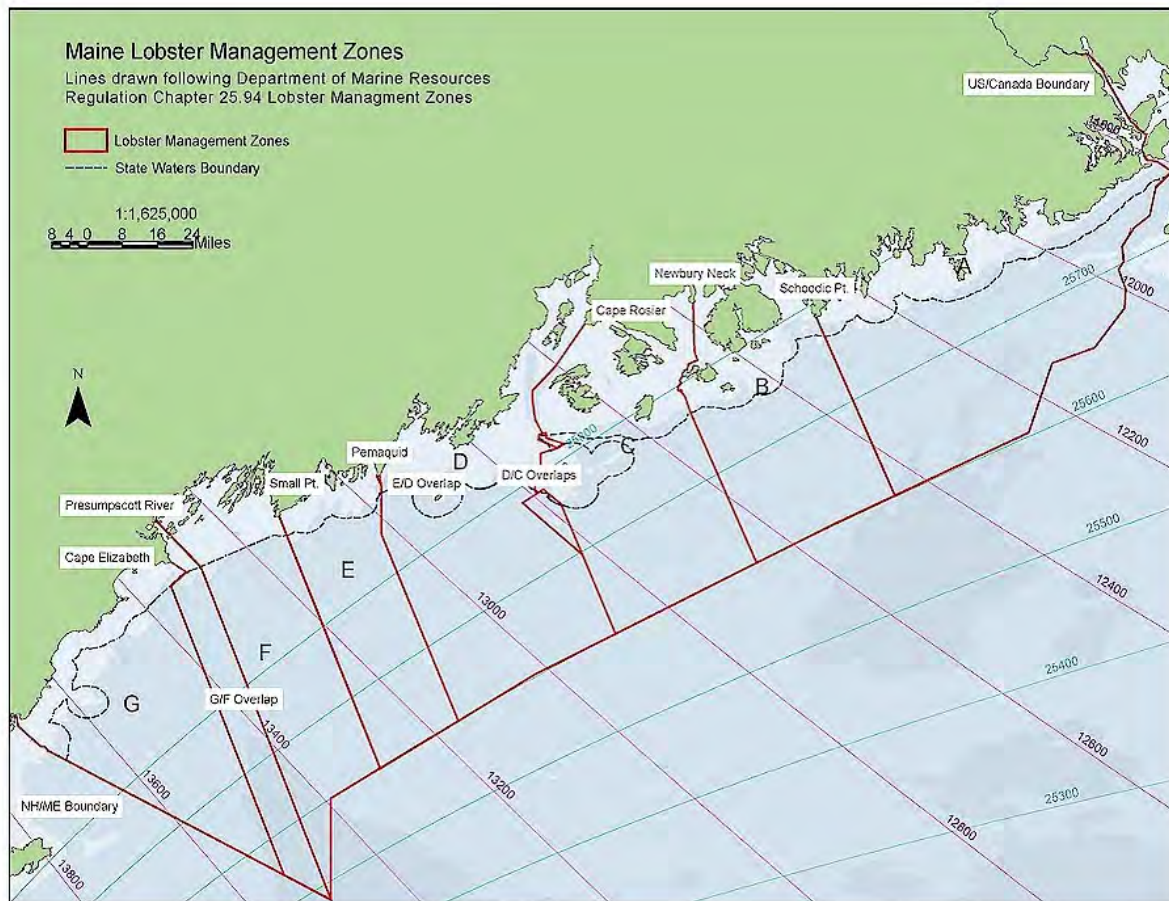 Maine Lobster Management Zones
Lines drawn following Department of Marine Resources
Regulation Chapter 25.94 Lobster Managment Zones
Lobster Management Zones
State Waters Boundary
1:1,625,000
8 4 0 8 16 24 Miles
US/Canada Boundary
11800
A
25700
12000
Newbury Neck
Schoodic Pt.
Cape Rosier
N
B
25600
12200
25800
C
Pemaquid
D
D/C Overlaps
Small Pt.
E/D Overlap
Presumpscott River
25500
Cape Elizabeth
E
12400
13000
F
25400
G
G/F Overlap
13400
12600
13200
13600
NH/ME Boundary
25300
12800
13800